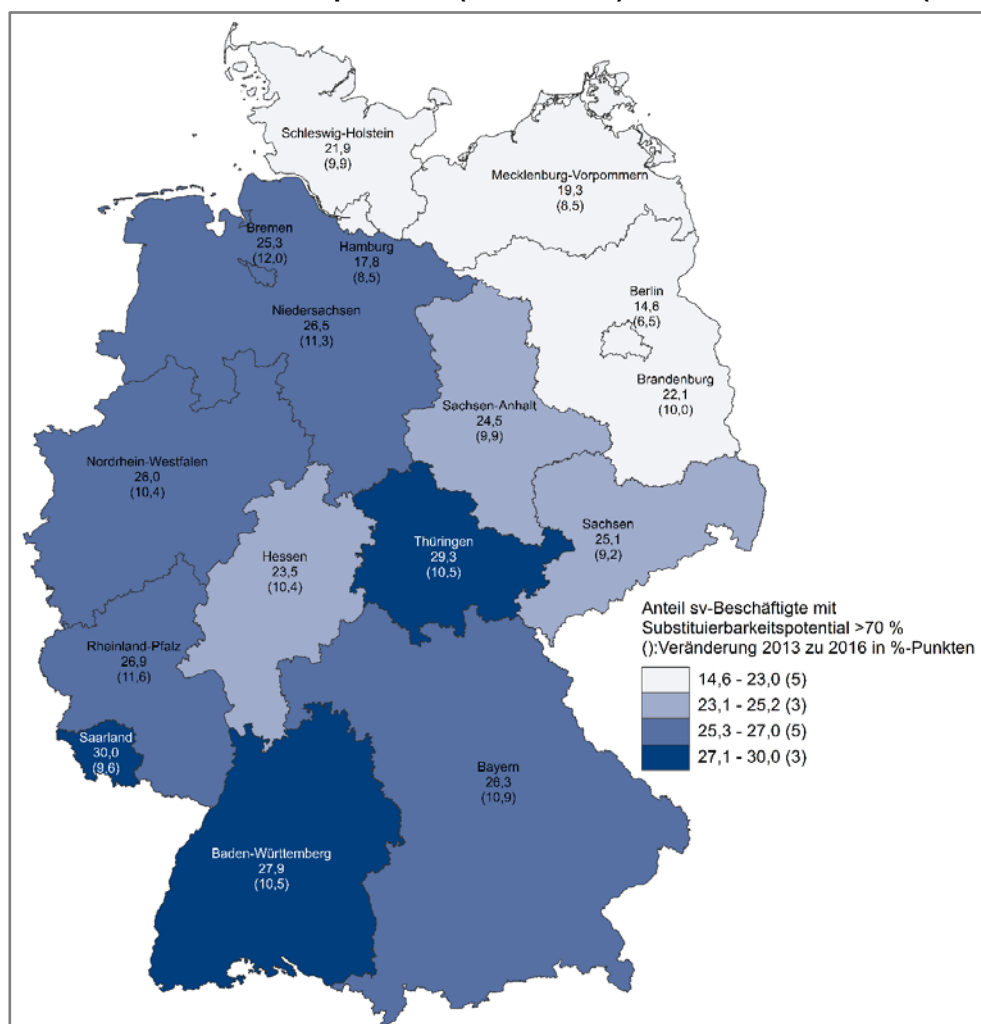 Schleswig-Holstein
21,9
(9,9)
Mecklenburg-Vorpommern
19,3
(8,5)
Bremen
25,3
(12,0)
Hamburg
17,8
(8,5)
Niedersachsen
26,5
(11,3)
Berlin
14,6
(6,5)
Brandenburg
22,1
(10,0)
Sachsen-Anhalt
24,5
(9,9)
Nordrhein-Westfalen
26,0
(10,4)
Hessen
23,5
(10,4)
Thüringen
29,3
(10,5)
Sachsen
25,1
(9,2)
Anteil sv-Beschäftigte mit
Substituierbarkeitspotential >70 %
():Veränderung 2013 zu 2016 in %-Punkten
14,6 - 23,0 (5)
23,1 - 25,2 (3)
25,3 - 27,0 (5)
27,1 - 30,0 (3)
Rheinland-Pfalz
26,9
(11,6)
Saarland
30,0
(9,6)
Bayern
26,3
(10,9)
Baden-Württemberg
27,9
(10,5)